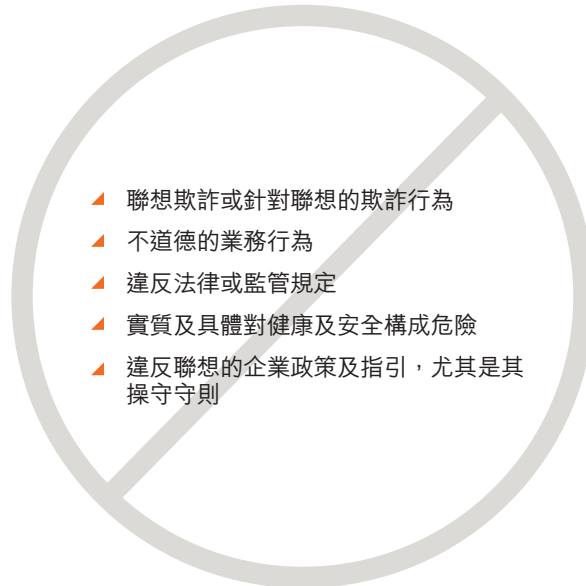 聯想欺詐或針對聯想的欺詐行為
不道德的業務行為
違反法律或監管規定
實質及具體對健康及安全構成危險
違反聯想的企業政策及指引，尤其是其
操守守則